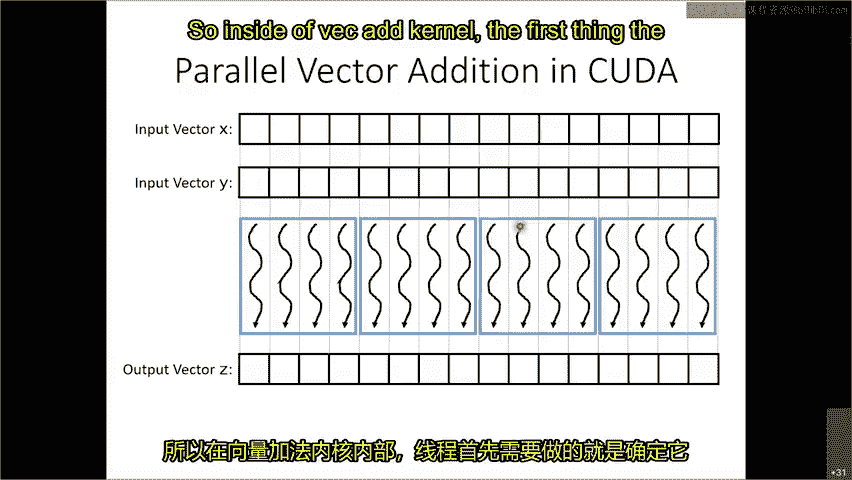 So inside of vec add kernel, the first thing the
Parallel Vector Addition in CUDA
Input Vector x:
Input Vector y:
Output Vector z:
所以在向量加法内核内部，线程首先需要做的就是确定它
+31